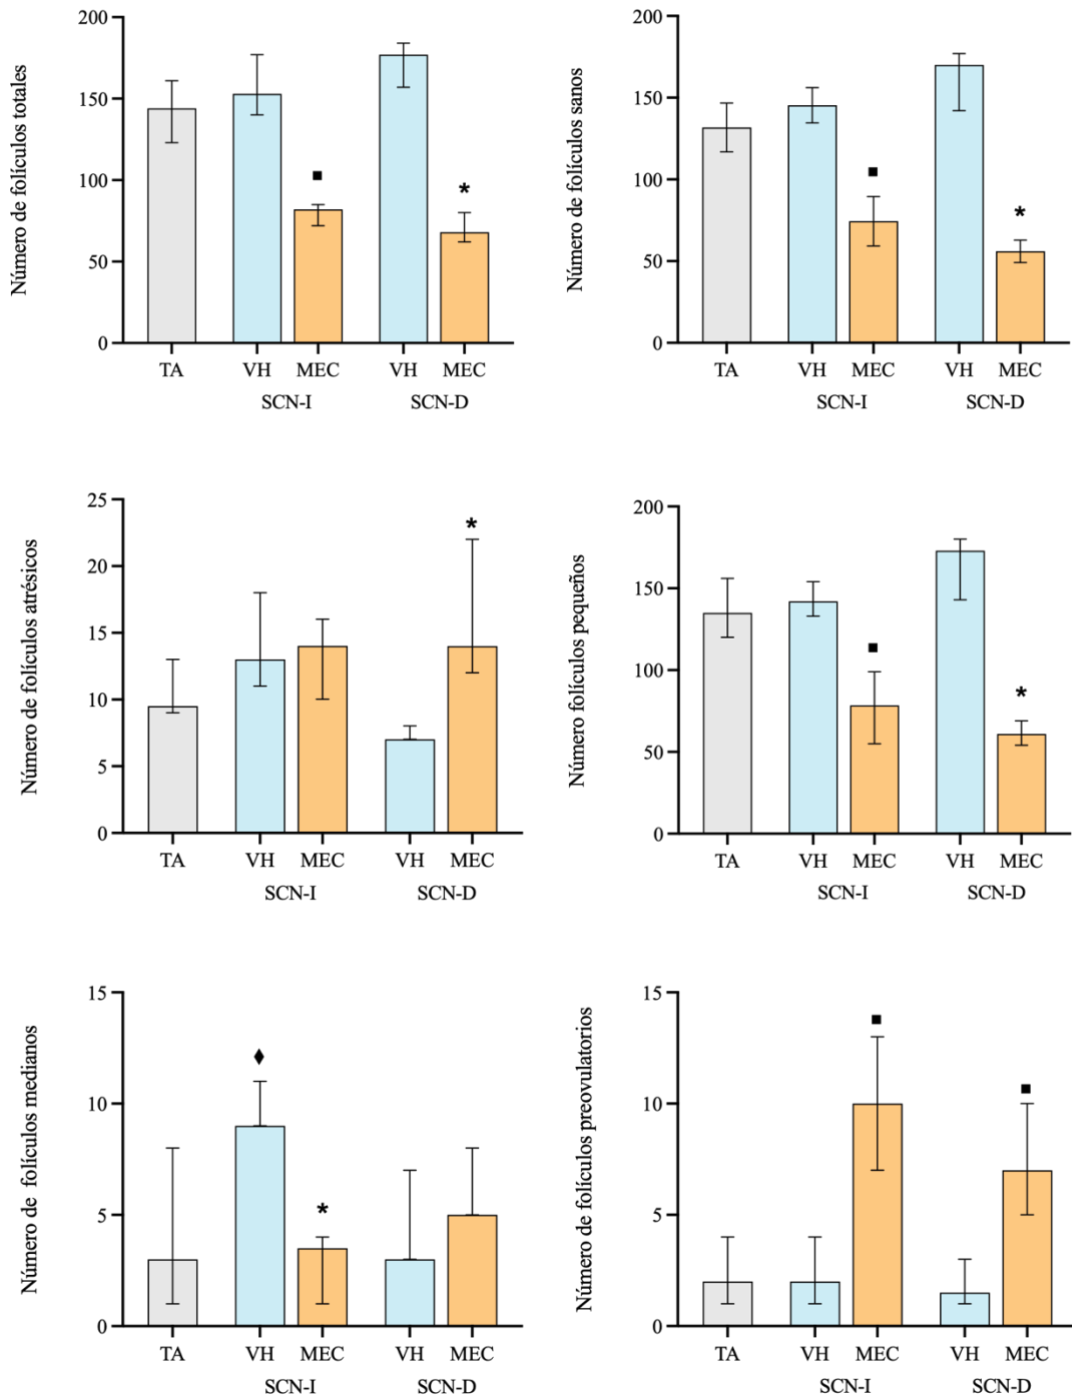 Número de folículos totales
200
150
100
50
0
■
*
TA VH MEC VH MEC
SCN-I SCN-D
Número de folículos sanos
200
150
100
50
0
■
*
TA VH MEC VH MEC
SCN-I SCN-D
Número de folículos atrésicos
25
20
15
10
5
0
*
TA VH MEC VH MEC
SCN-I SCN-D
Número folículos pequeños
200
150
100
50
0
■
*
TA VH MEC VH MEC
SCN-I SCN-D
Número de folículos medianos
15
10
5
0
♦
*
TA VH MEC VH MEC
SCN-I SCN-D
Número de folículos preovulatorios
15
10
5
0
■
■
TA VH MEC VH MEC
SCN-I SCN-D